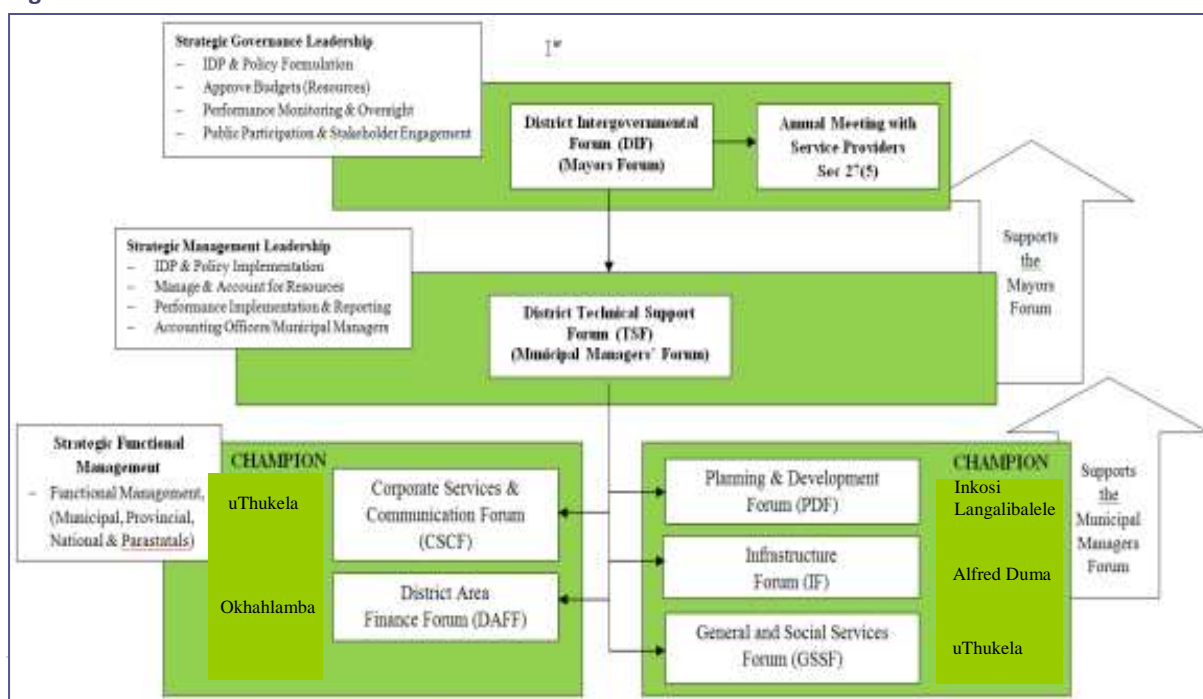 Strategic Governance Leadership
– IDP & Policy Formulation
– Approve Budgets (Resources)
– Performance Monitoring & Oversight
– Public Participation & Stakeholder Engagement
District Intergovernmental
Forum (DIF)
(Mayors Forum)
Annual Meeting with
Service Providers
Sec 27(5)
Strategic Management Leadership
– IDP & Policy Implementation
– Manage & Account for Resources
– Performance Implementation & Reporting
– Accounting Officers/Municipal Managers
District Technical Support
Forum (TSF)
(Municipal Managers' Forum)
Supports
the
Mayors
Forum
Strategic Functional
Management
– Functional Management,
(Municipal, Provincial,
National & Parastatals)
CHAMPION
uThukela
Okhahlamba
Corporate Services &
Communication Forum
(CSCF)
District Area
Finance Forum (DAFF)
Planning & Development
Forum (PDF)
Infrastructure
Forum (IF)
General and Social Services
Forum (GSSF)
CHAMPION
Inkosi
Langalibalele
Alfred Duma
uThukela
Supports
the
Municipal
Managers
Forum